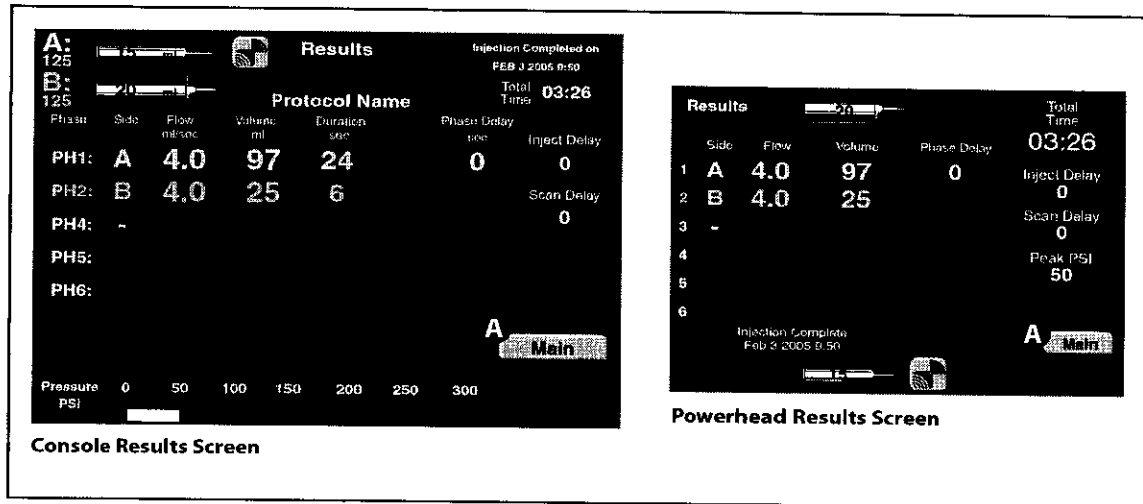 A:
125
Results
Injection Completed on
FEB 3 2005 9:50
B:
125
20
Total
Time
03:26
Protocol Name
Phase Side Flow Volume Duration Phase Delay
ml/sec ml sec sec
Inject Delay
PH1: A 4.0 97 24 0 0
PH2: B 4.0 25 6
Scan Delay
0
PH4: -
PH5:
PH6:
A
Main
Pressure 0 50 100 150 200 250 300
PSI
Console Results Screen
Results 20 Total
Time
03:26
Side Flow Volume Phase Delay
1 A 4.0 97 0
Inject Delay
0
2 B 4.0 25
Scan Delay
0
3 -
4
Peak PSI
50
5
6
Injection Complete
Feb 3 2005 9:50
A
Main
Powerhead Results Screen